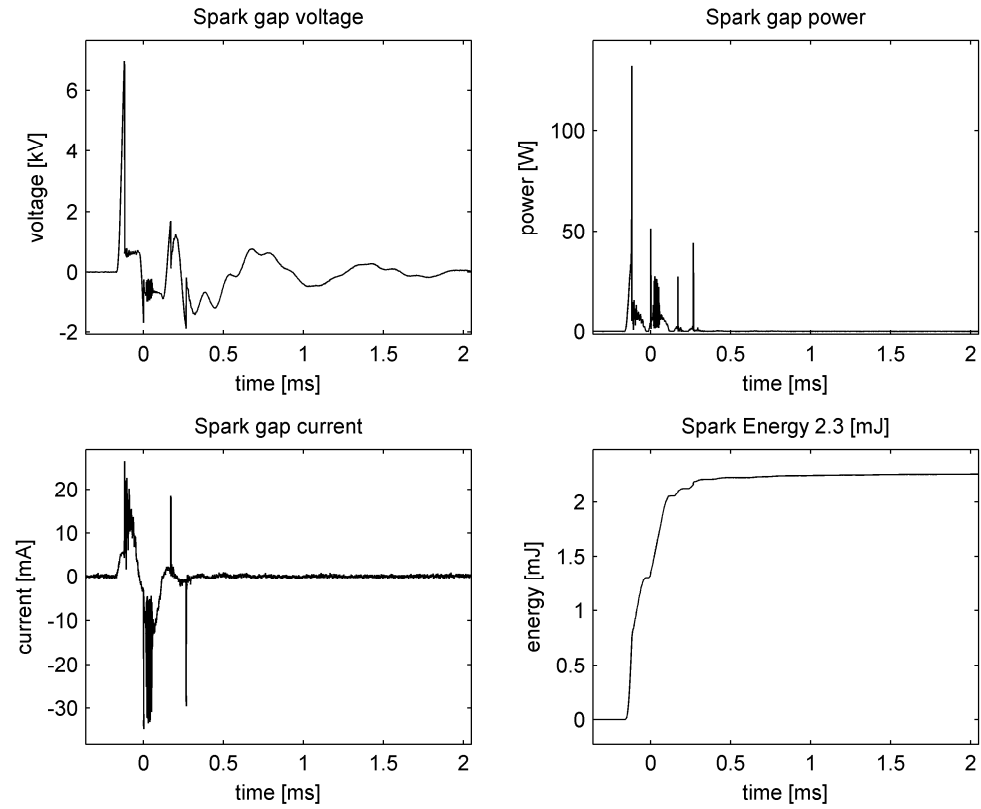 Spark gap voltage
voltage [kV]
6
4
2
0
-2
0 0.5 1 1.5 2
time [ms]
Spark gap power
power [W]
100
50
0
0 0.5 1 1.5 2
time [ms]
Spark gap current
current [mA]
20
10
0
-10
-20
-30
0 0.5 1 1.5 2
time [ms]
Spark Energy 2.3 [mJ]
energy [mJ]
2
1.5
1
0.5
0
0 0.5 1 1.5 2
time [ms]